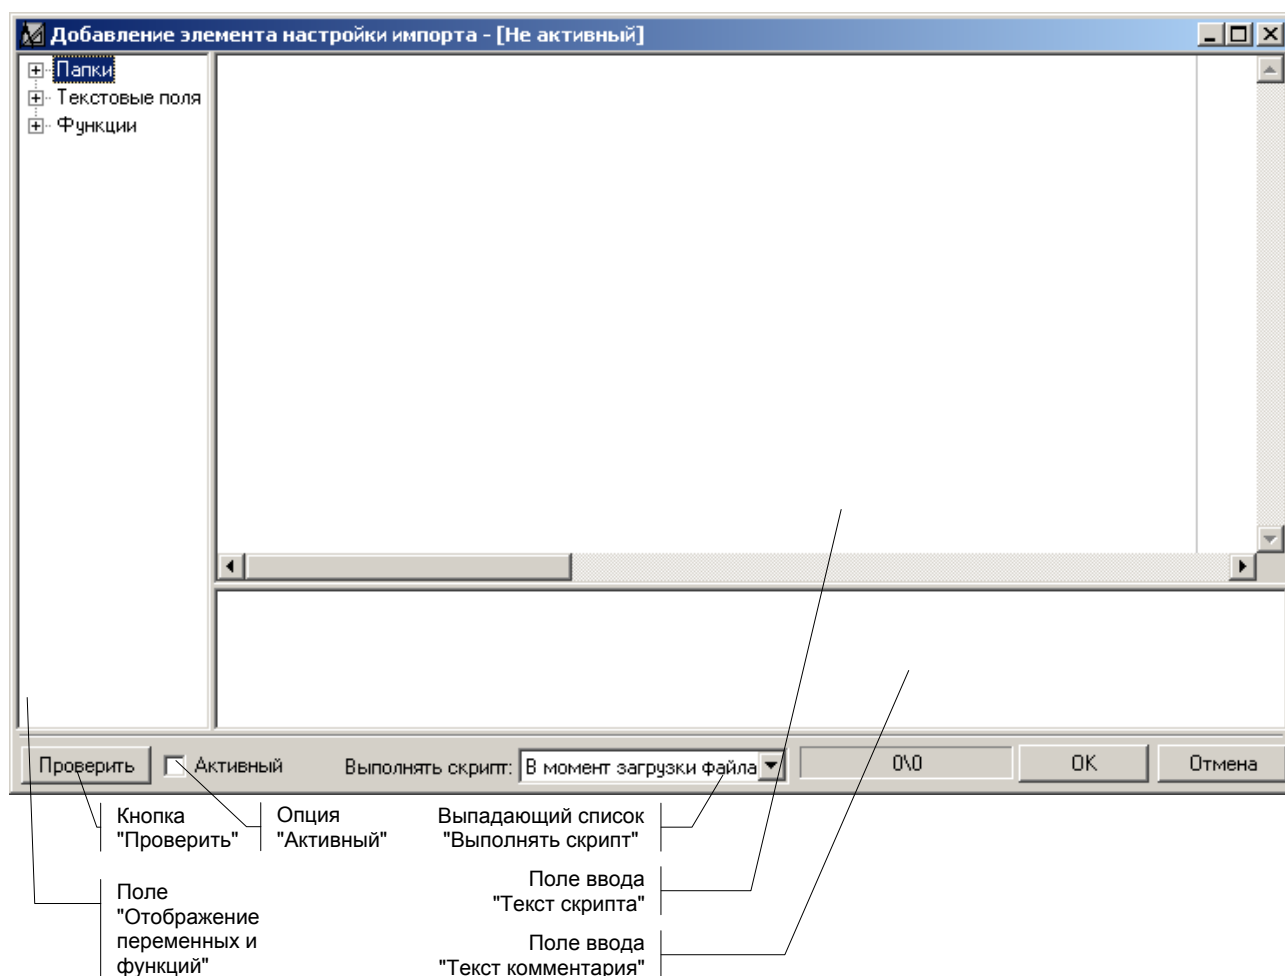 Добавление элемента настройки импорта - [Не активный]
Папки
Текстовые поля
Функции
Проверить
Активный
Выполнять скрипт:
В момент загрузки файла
0\0
OK
Отмена
Кнопка
"Проверить"
Опция
"Активный"
Выпадающий список
"Выполнять скрипт"
Поле
"Отображение
переменных и
функций"
Поле ввода
"Текст скрипта"
Поле ввода
"Текст комментария"